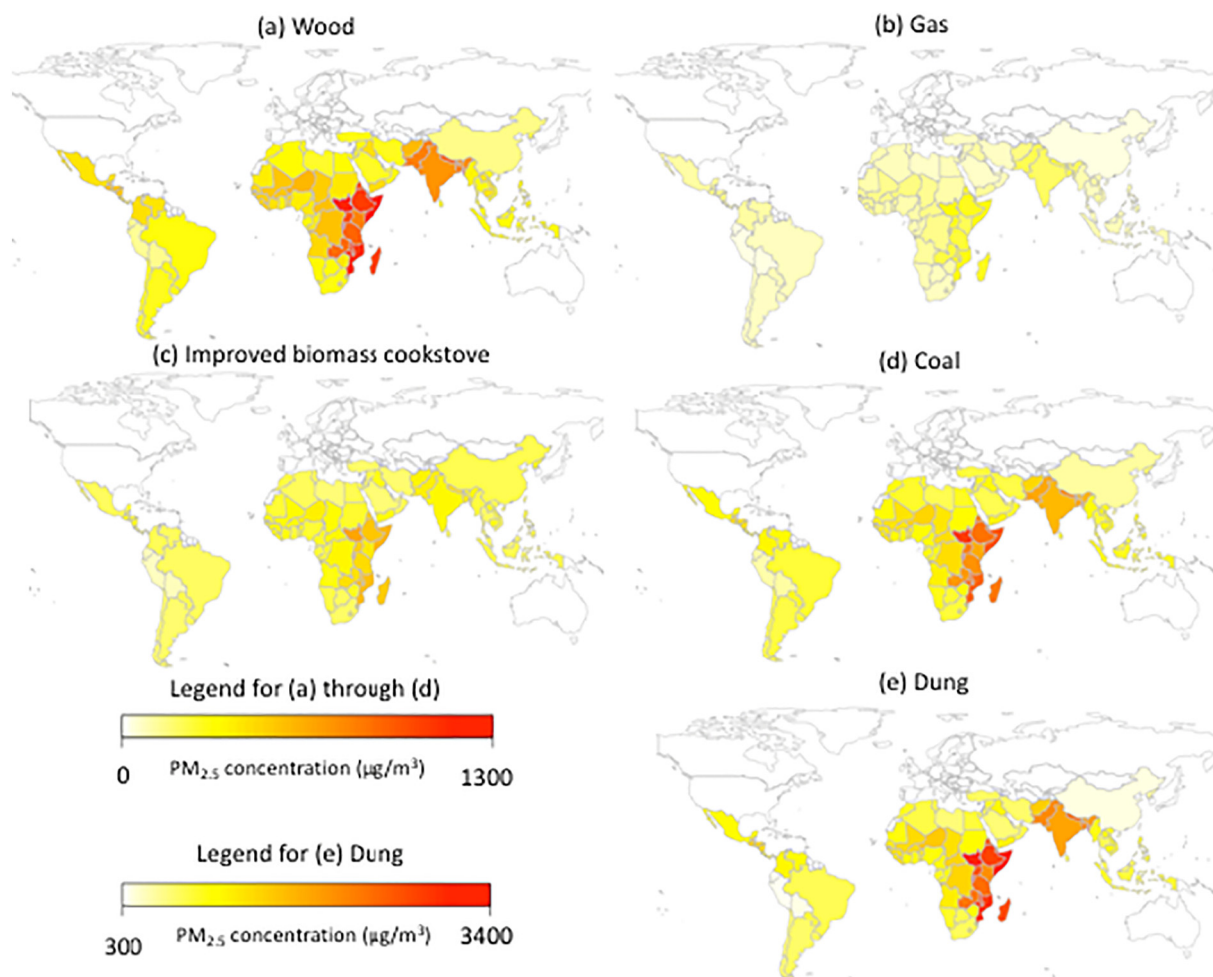 (a) Wood
(b) Gas
(c) Improved biomass cookstove
(d) Coal
Legend for (a) through (d)
0 PM₂.₅ concentration (μg/m³) 1300
(e) Dung
Legend for (e) Dung
300 PM₂.₅ concentration (μg/m³) 3400